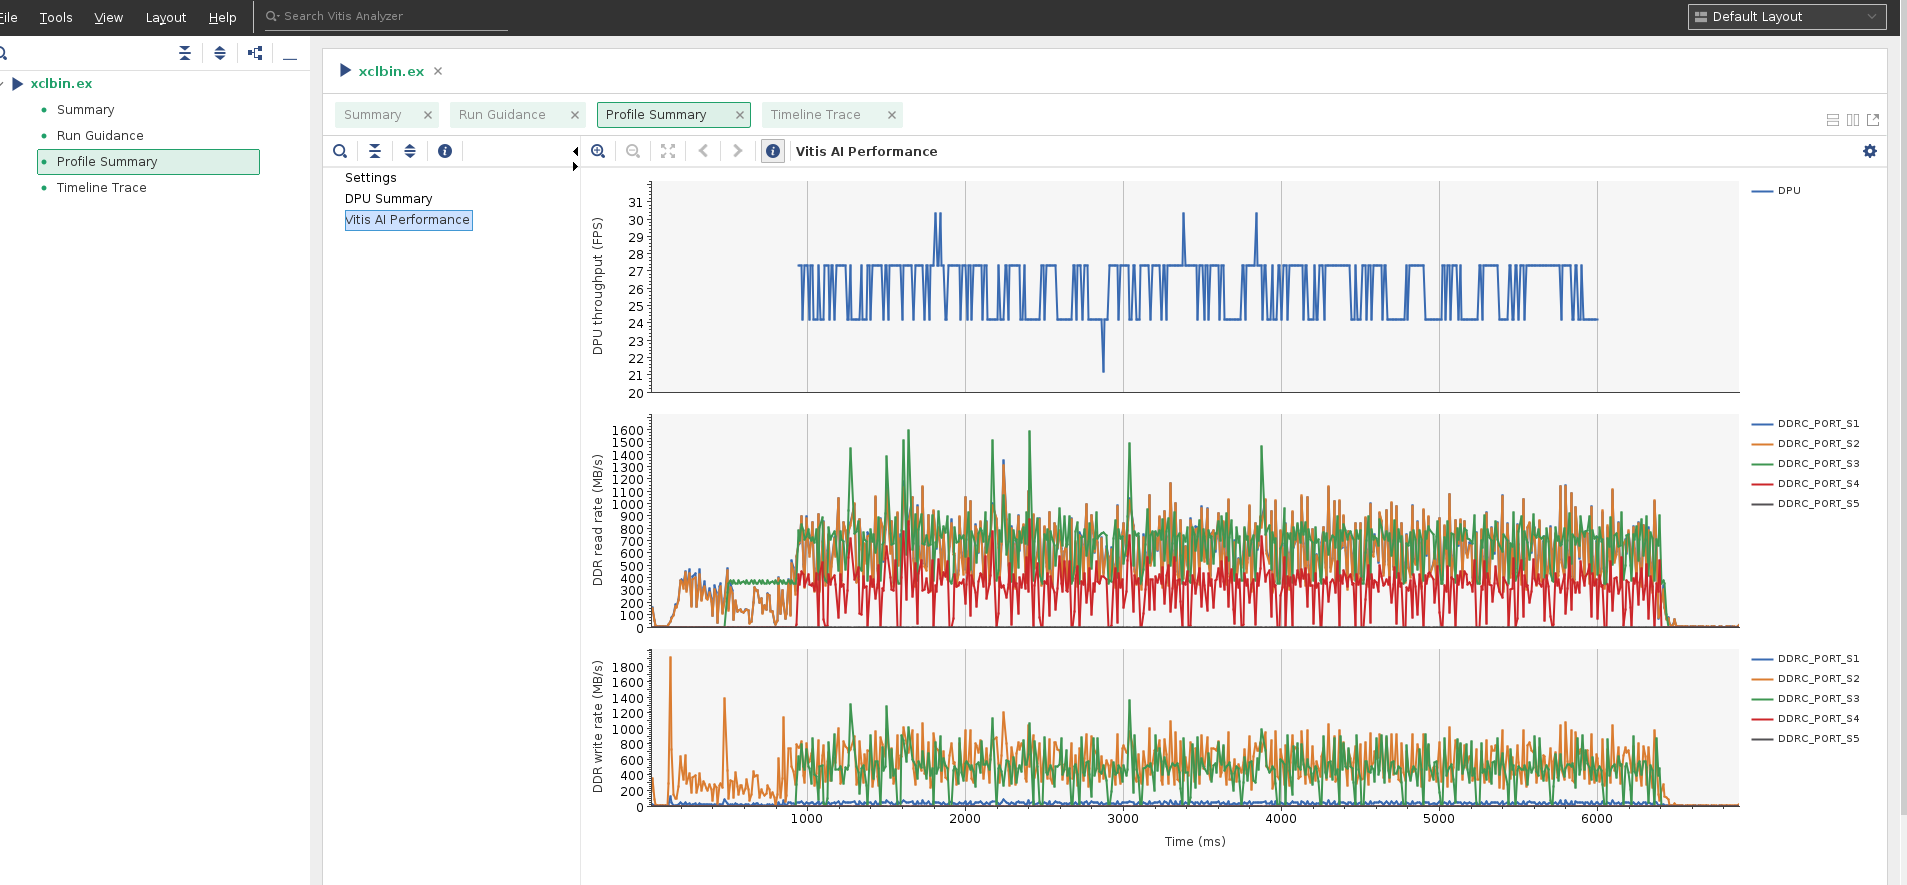 File Tools View Layout Help Search Vitis Analyzer Default Layout
xclbin.ex
Summary
Run Guidance
Profile Summary
Timeline Trace
xclbin.ex
Summary Run Guidance Profile Summary Timeline Trace
Settings
DPU Summary
Vitis AI Performance
Vitis AI Performance
DPU throughput (FPS)
31
30
29
28
27
26
25
24
23
22
21
20
DPU
DDR read rate (MB/s)
1600
1500
1400
1300
1200
1100
1000
900
800
700
600
500
400
300
200
100
0
DDRC_PORT_S1
DDRC_PORT_S2
DDRC_PORT_S3
DDRC_PORT_S4
DDRC_PORT_S5
DDR write rate (MB/s)
1800
1600
1400
1200
1000
800
600
400
200
0
DDRC_PORT_S1
DDRC_PORT_S2
DDRC_PORT_S3
DDRC_PORT_S4
DDRC_PORT_S5
1000 2000 3000 4000 5000 6000
Time (ms)